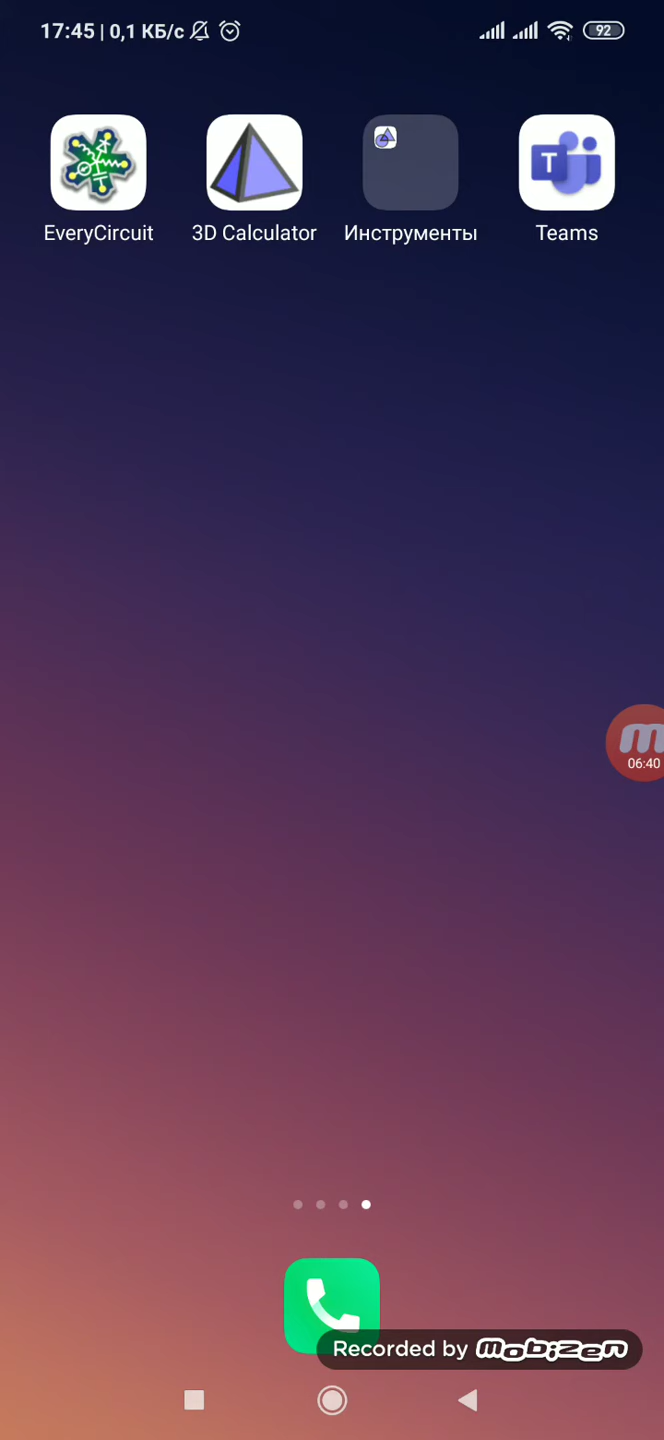 17:45 | 0,1 КБ/с
92
EveryCircuit
3D Calculator
Инструменты
T
Teams
m
06:40
Recorded by mobizen